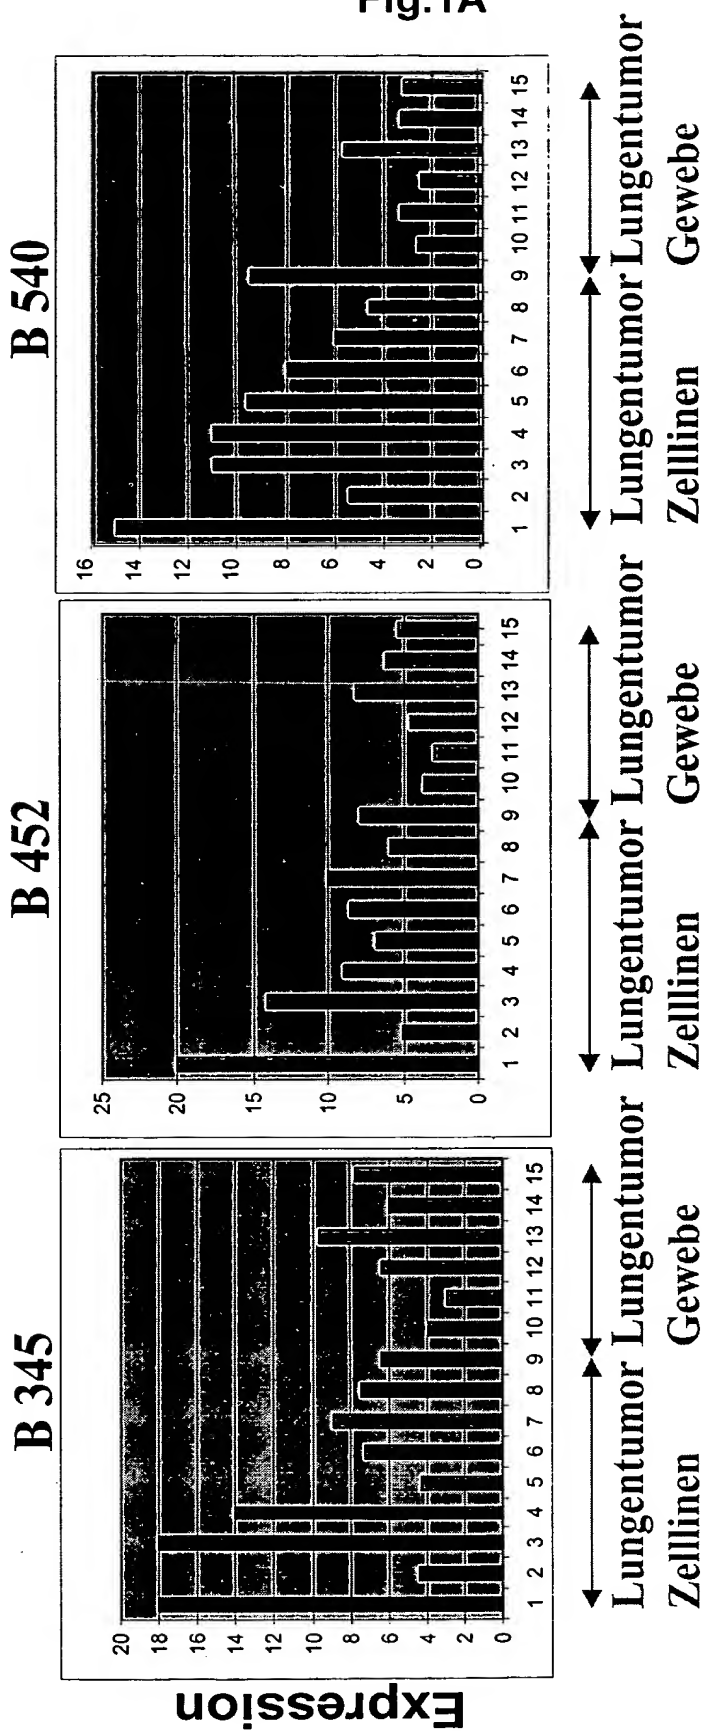 Fig.1A
B 345
B 452
B 540
Expression
20 18 16 14 12 10 8 6 4 2 0
1 2 3 4 5 6 7 8 9 10 11 12 13 14 15
25 20 15 10 5 0
1 2 3 4 5 6 7 8 9 10 11 12 13 14 15
16 14 12 10 8 6 4 2 0
1 2 3 4 5 6 7 8 9 10 11 12 13 14 15
Lungentumor Lungentumor Lungentumor Lungentumor Lungentumor Lungentumor
Zelllinen Gewebe Zelllinen Gewebe Zelllinen Gewebe